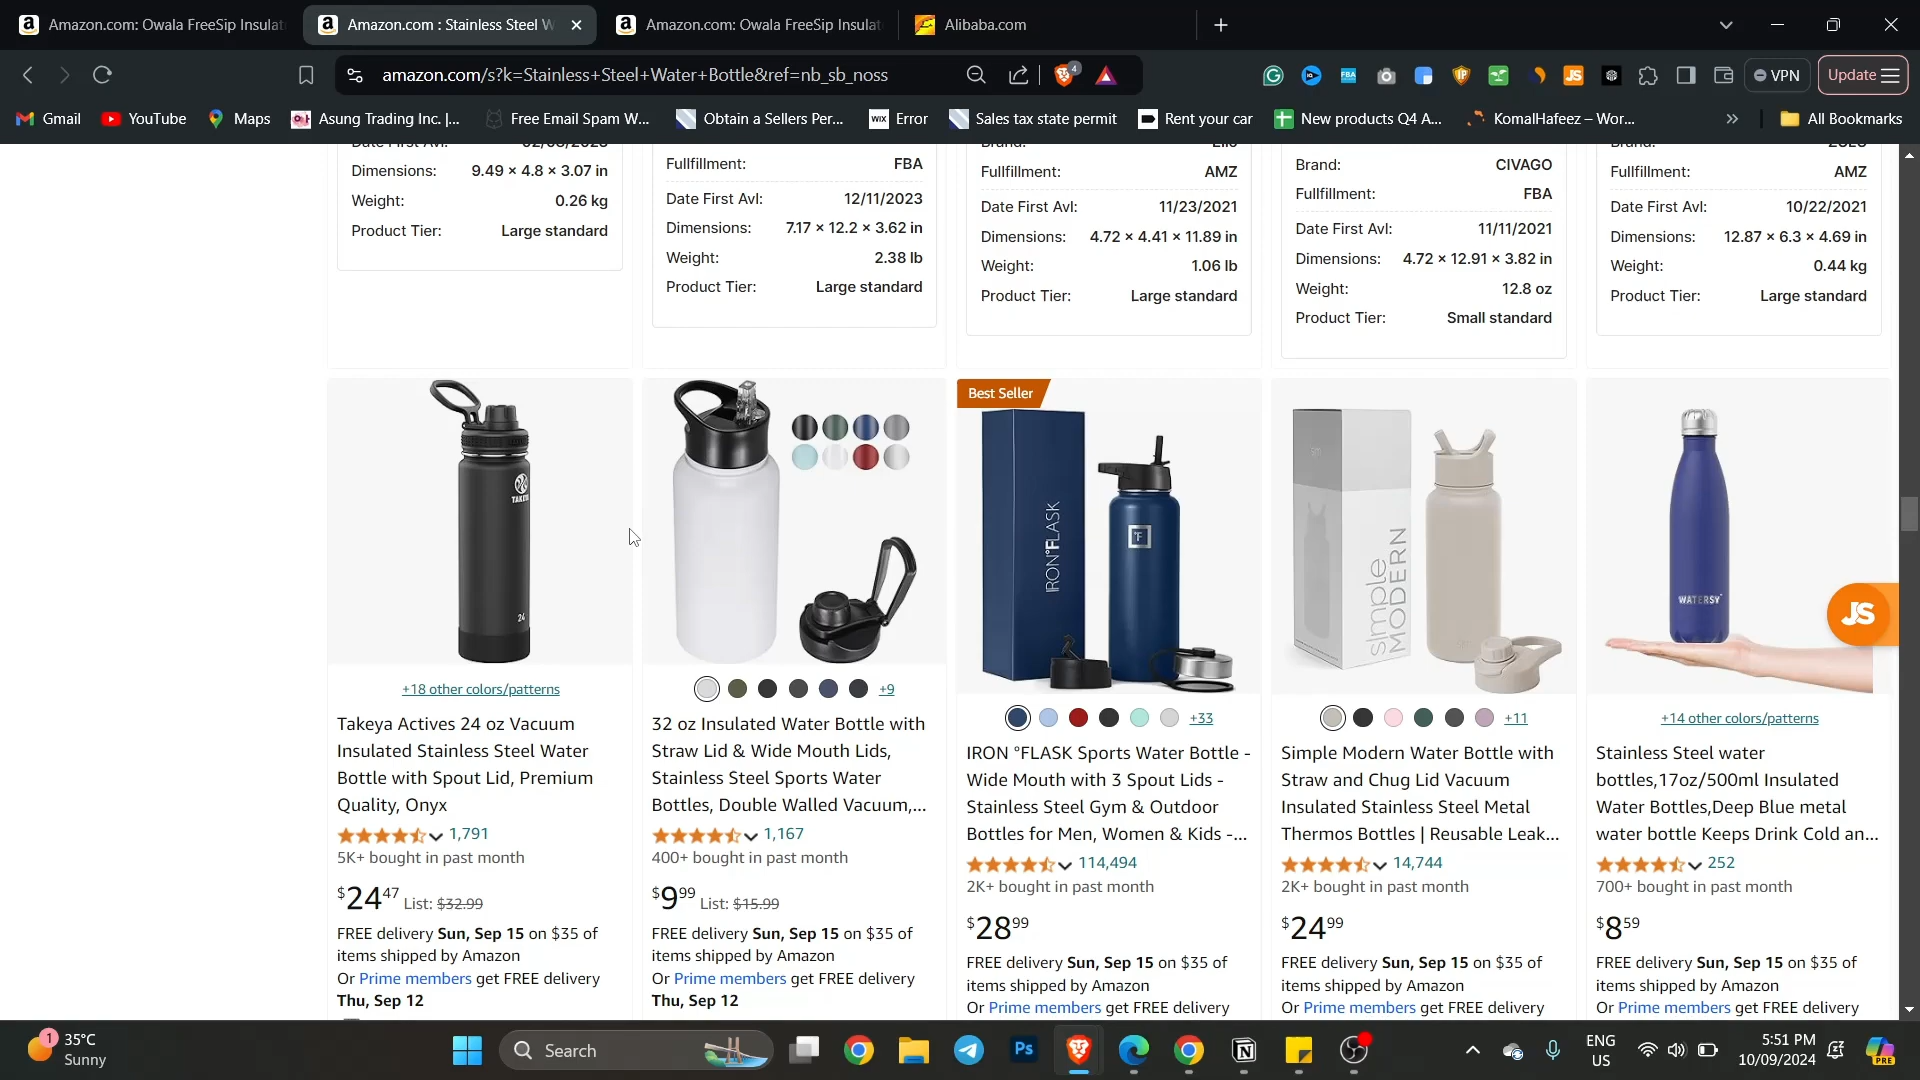 Amazon.com: Owala FreeSip Insulat
Amazon.com : Stainless Steel W
Amazon.com: Owala FreeSip Insulat
Alibaba.com
amazon.com/s?k=Stainless+Steel+Water+Bottle&ref=nb_sb_noss
4
FBA
JS
VPN
Update
Gmail
YouTube
Maps
Asung Trading Inc. |...
Free Email Spam W...
Obtain a Sellers Per...
WiX Error
Sales tax state permit
Rent your car
New products Q4 A...
KomalHafeez – Wor...
All Bookmarks
Dimensions: 9.49 × 4.8 × 3.07 in
Weight: 0.26 kg
Product Tier: Large standard
Fullfillment: FBA
Date First Avl: 12/11/2023
Dimensions: 7.17 × 12.2 × 3.62 in
Weight: 2.38 lb
Product Tier: Large standard
Fullfillment: AMZ
Date First Avl: 11/23/2021
Dimensions: 4.72 × 4.41 × 11.89 in
Weight: 1.06 lb
Product Tier: Large standard
Brand: CIVAGO
Fullfillment: FBA
Date First Avl: 11/11/2021
Dimensions: 4.72 × 12.91 × 3.82 in
Weight: 12.8 oz
Product Tier: Small standard
Fullfillment: AMZ
Date First Avl: 10/22/2021
Dimensions: 12.87 × 6.3 × 4.69 in
Weight: 0.44 kg
Product Tier: Large standard
TAKEYA
24
+18 other colors/patterns
Takeya Actives 24 oz Vacuum
Insulated Stainless Steel Water
Bottle with Spout Lid, Premium
Quality, Onyx
1,791
5K+ bought in past month
$24.47 List: $32.99
FREE delivery Sun, Sep 15 on $35 of
items shipped by Amazon
Or Prime members get FREE delivery
Thu, Sep 12
+9
32 oz Insulated Water Bottle with
Straw Lid & Wide Mouth Lids,
Stainless Steel Sports Water
Bottles, Double Walled Vacuum,...
1,167
400+ bought in past month
$9.99 List: $15.99
FREE delivery Sun, Sep 15 on $35 of
items shipped by Amazon
Or Prime members get FREE delivery
Thu, Sep 12
Best Seller
IRON°FLASK
°F
+33
IRON °FLASK Sports Water Bottle -
Wide Mouth with 3 Spout Lids -
Stainless Steel Gym & Outdoor
Bottles for Men, Women & Kids -...
114,494
2K+ bought in past month
$28.99
FREE delivery Sun, Sep 15 on $35 of
items shipped by Amazon
Or Prime members get FREE delivery
simple
MODERN
+11
Simple Modern Water Bottle with
Straw and Chug Lid Vacuum
Insulated Stainless Steel Metal
Thermos Bottles | Reusable Leak...
14,744
2K+ bought in past month
$24.99
FREE delivery Sun, Sep 15 on $35 of
items shipped by Amazon
Or Prime members get FREE delivery
WATERSY
+14 other colors/patterns
Stainless Steel water
bottles,17oz/500ml Insulated
Water Bottles,Deep Blue metal
water bottle Keeps Drink Cold an...
252
700+ bought in past month
$8.59
FREE delivery Sun, Sep 15 on $35 of
items shipped by Amazon
Or Prime members get FREE delivery
JS
1
35°C
Sunny
Search
Ps
ENG
US
5:51 PM
10/09/2024
PRE